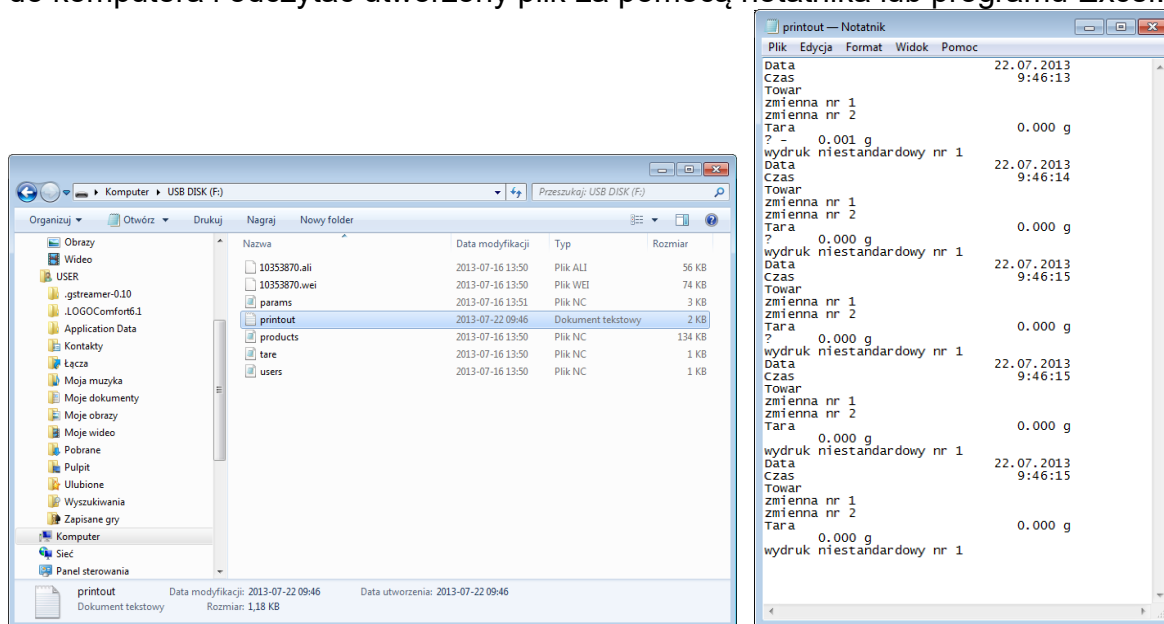 do komputera i odczytać utworzony plik za pomocą notatnika lub programu Excel.
Komputer ▸ USB DISK (F:)
Przeszukaj: USB DISK (F:)
Organizuj Otwórz Drukuj Nagraj Nowy folder
Obrazy
Wideo
USER
.gstreamer-0.10
.LOGOComfort6.1
Application Data
Kontakty
Łącza
Moja muzyka
Moje dokumenty
Moje obrazy
Moje wideo
Pobrane
Pulpit
Ulubione
Wyszukiwania
Zapisane gry
Komputer
Sieć
Panel sterowania
Nazwa Data modyfikacji Typ Rozmiar
10353870.ali 2013-07-16 13:50 Plik ALI 56 KB
10353870.wei 2013-07-16 13:50 Plik WEI 74 KB
params 2013-07-16 13:51 Plik NC 3 KB
printout 2013-07-22 09:46 Dokument tekstowy 2 KB
products 2013-07-16 13:50 Plik NC 134 KB
tare 2013-07-16 13:50 Plik NC 1 KB
users 2013-07-16 13:50 Plik NC 1 KB
printout Data modyfikacji: 2013-07-22 09:46 Data utworzenia: 2013-07-22 09:46
Dokument tekstowy Rozmiar: 1,18 KB
printout — Notatnik
Plik Edycja Format Widok Pomoc
Data 22.07.2013
Czas 9:46:13
Towar
zmienna nr 1
zmienna nr 2
Tara 0.000 g
? - 0.001 g
wydruk niestandardowy nr 1
Data 22.07.2013
Czas 9:46:14
Towar
zmienna nr 1
zmienna nr 2
Tara 0.000 g
? 0.000 g
wydruk niestandardowy nr 1
Data 22.07.2013
Czas 9:46:15
Towar
zmienna nr 1
zmienna nr 2
Tara 0.000 g
? 0.000 g
wydruk niestandardowy nr 1
Data 22.07.2013
Czas 9:46:15
Towar
zmienna nr 1
zmienna nr 2
Tara 0.000 g
0.000 g
wydruk niestandardowy nr 1
Data 22.07.2013
Czas 9:46:15
Towar
zmienna nr 1
zmienna nr 2
Tara 0.000 g
0.000 g
wydruk niestandardowy nr 1